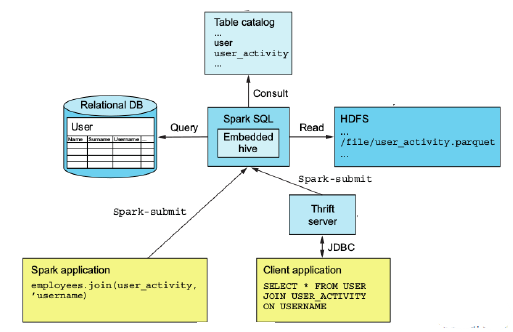 Table catalog
...
user
user_activity
...
Consult
Relational DB
User
Name Surname Username
Query
Spark SQL
Embedded
hive
Read
HDFS
...
/file/user_activity.parquet
...
Spark-submit
Spark-submit
Thrift
server
JDBC
Spark application
employees.join(user_activity,
"username)
Client application
SELECT * FROM USER
JOIN USER_ACTIVITY
ON USERNAME